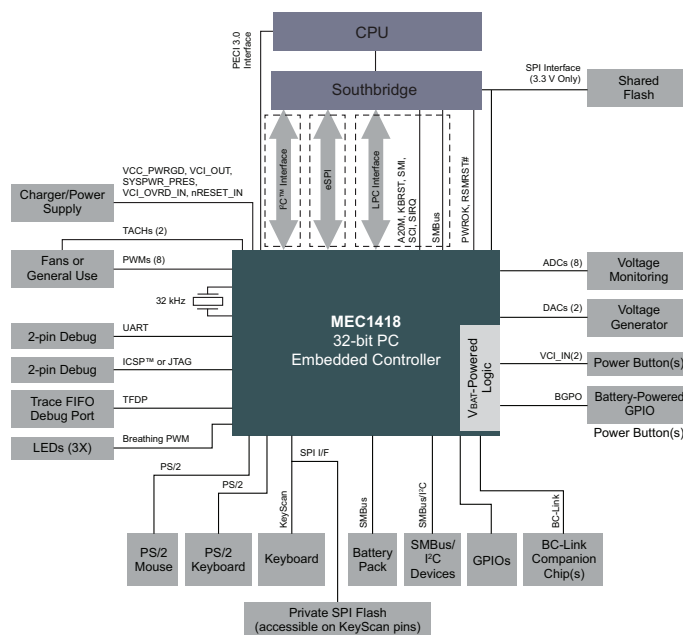 CPU
PECI 3.0
Interface
Southbridge
SPI Interface
(3.3 V Only)
Shared
Flash
I²C™ Interface
eSPI
LPC Interface
A20M, KBRST, SMI,
SCI, SIRQ
SMBus
PWROK, RSMRST#
VCC_PWRGD, VCI_OUT,
SYSPWR_PRES,
VCI_OVRD_IN, nRESET_IN
Charger/Power
Supply
TACHs (2)
Fans or
General Use
PWMs (8)
32 kHz
2-pin Debug
UART
2-pin Debug
ICSP™ or JTAG
Trace FIFO
Debug Port
TFDP
LEDs (3X)
Breathing PWM
MEC1418
32-bit PC
Embedded Controller
VBAT-Powered
Logic
ADCs (8)
Voltage
Monitoring
DACs (2)
Voltage
Generator
VCI_IN(2)
Power Button(s)
BGPO
Battery-Powered
GPIO
Power Button(s)
PS/2
PS/2
KeyScan
SPI I/F
SMBus
SMBus/I²C
BC-Link
PS/2
Mouse
PS/2
Keyboard
Keyboard
Battery
Pack
SMBus/
I²C
Devices
GPIOs
BC-Link
Companion
Chip(s)
Private SPI Flash
(accessible on KeyScan pins)